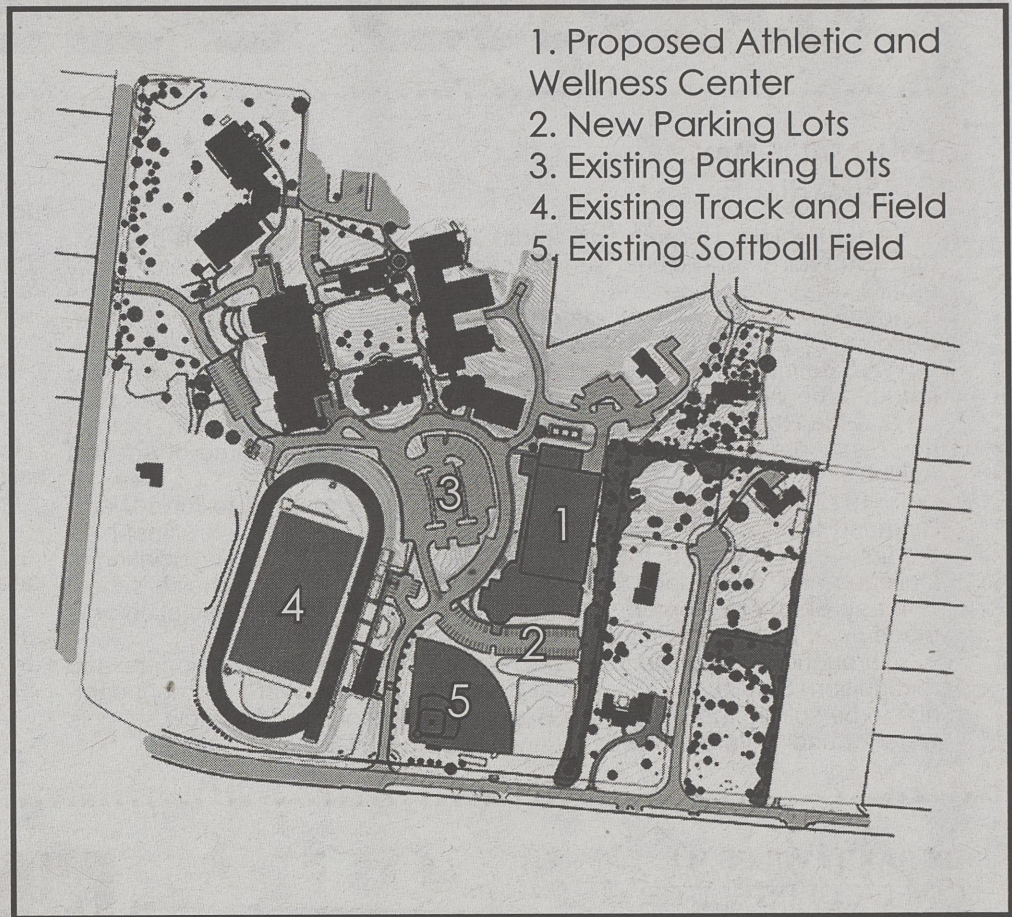 1. Proposed Athletic and
Wellness Center
2. New Parking Lots
3. Existing Parking Lots
4. Existing Track and Field
5. Existing Softball Field
3
1
4
2
5